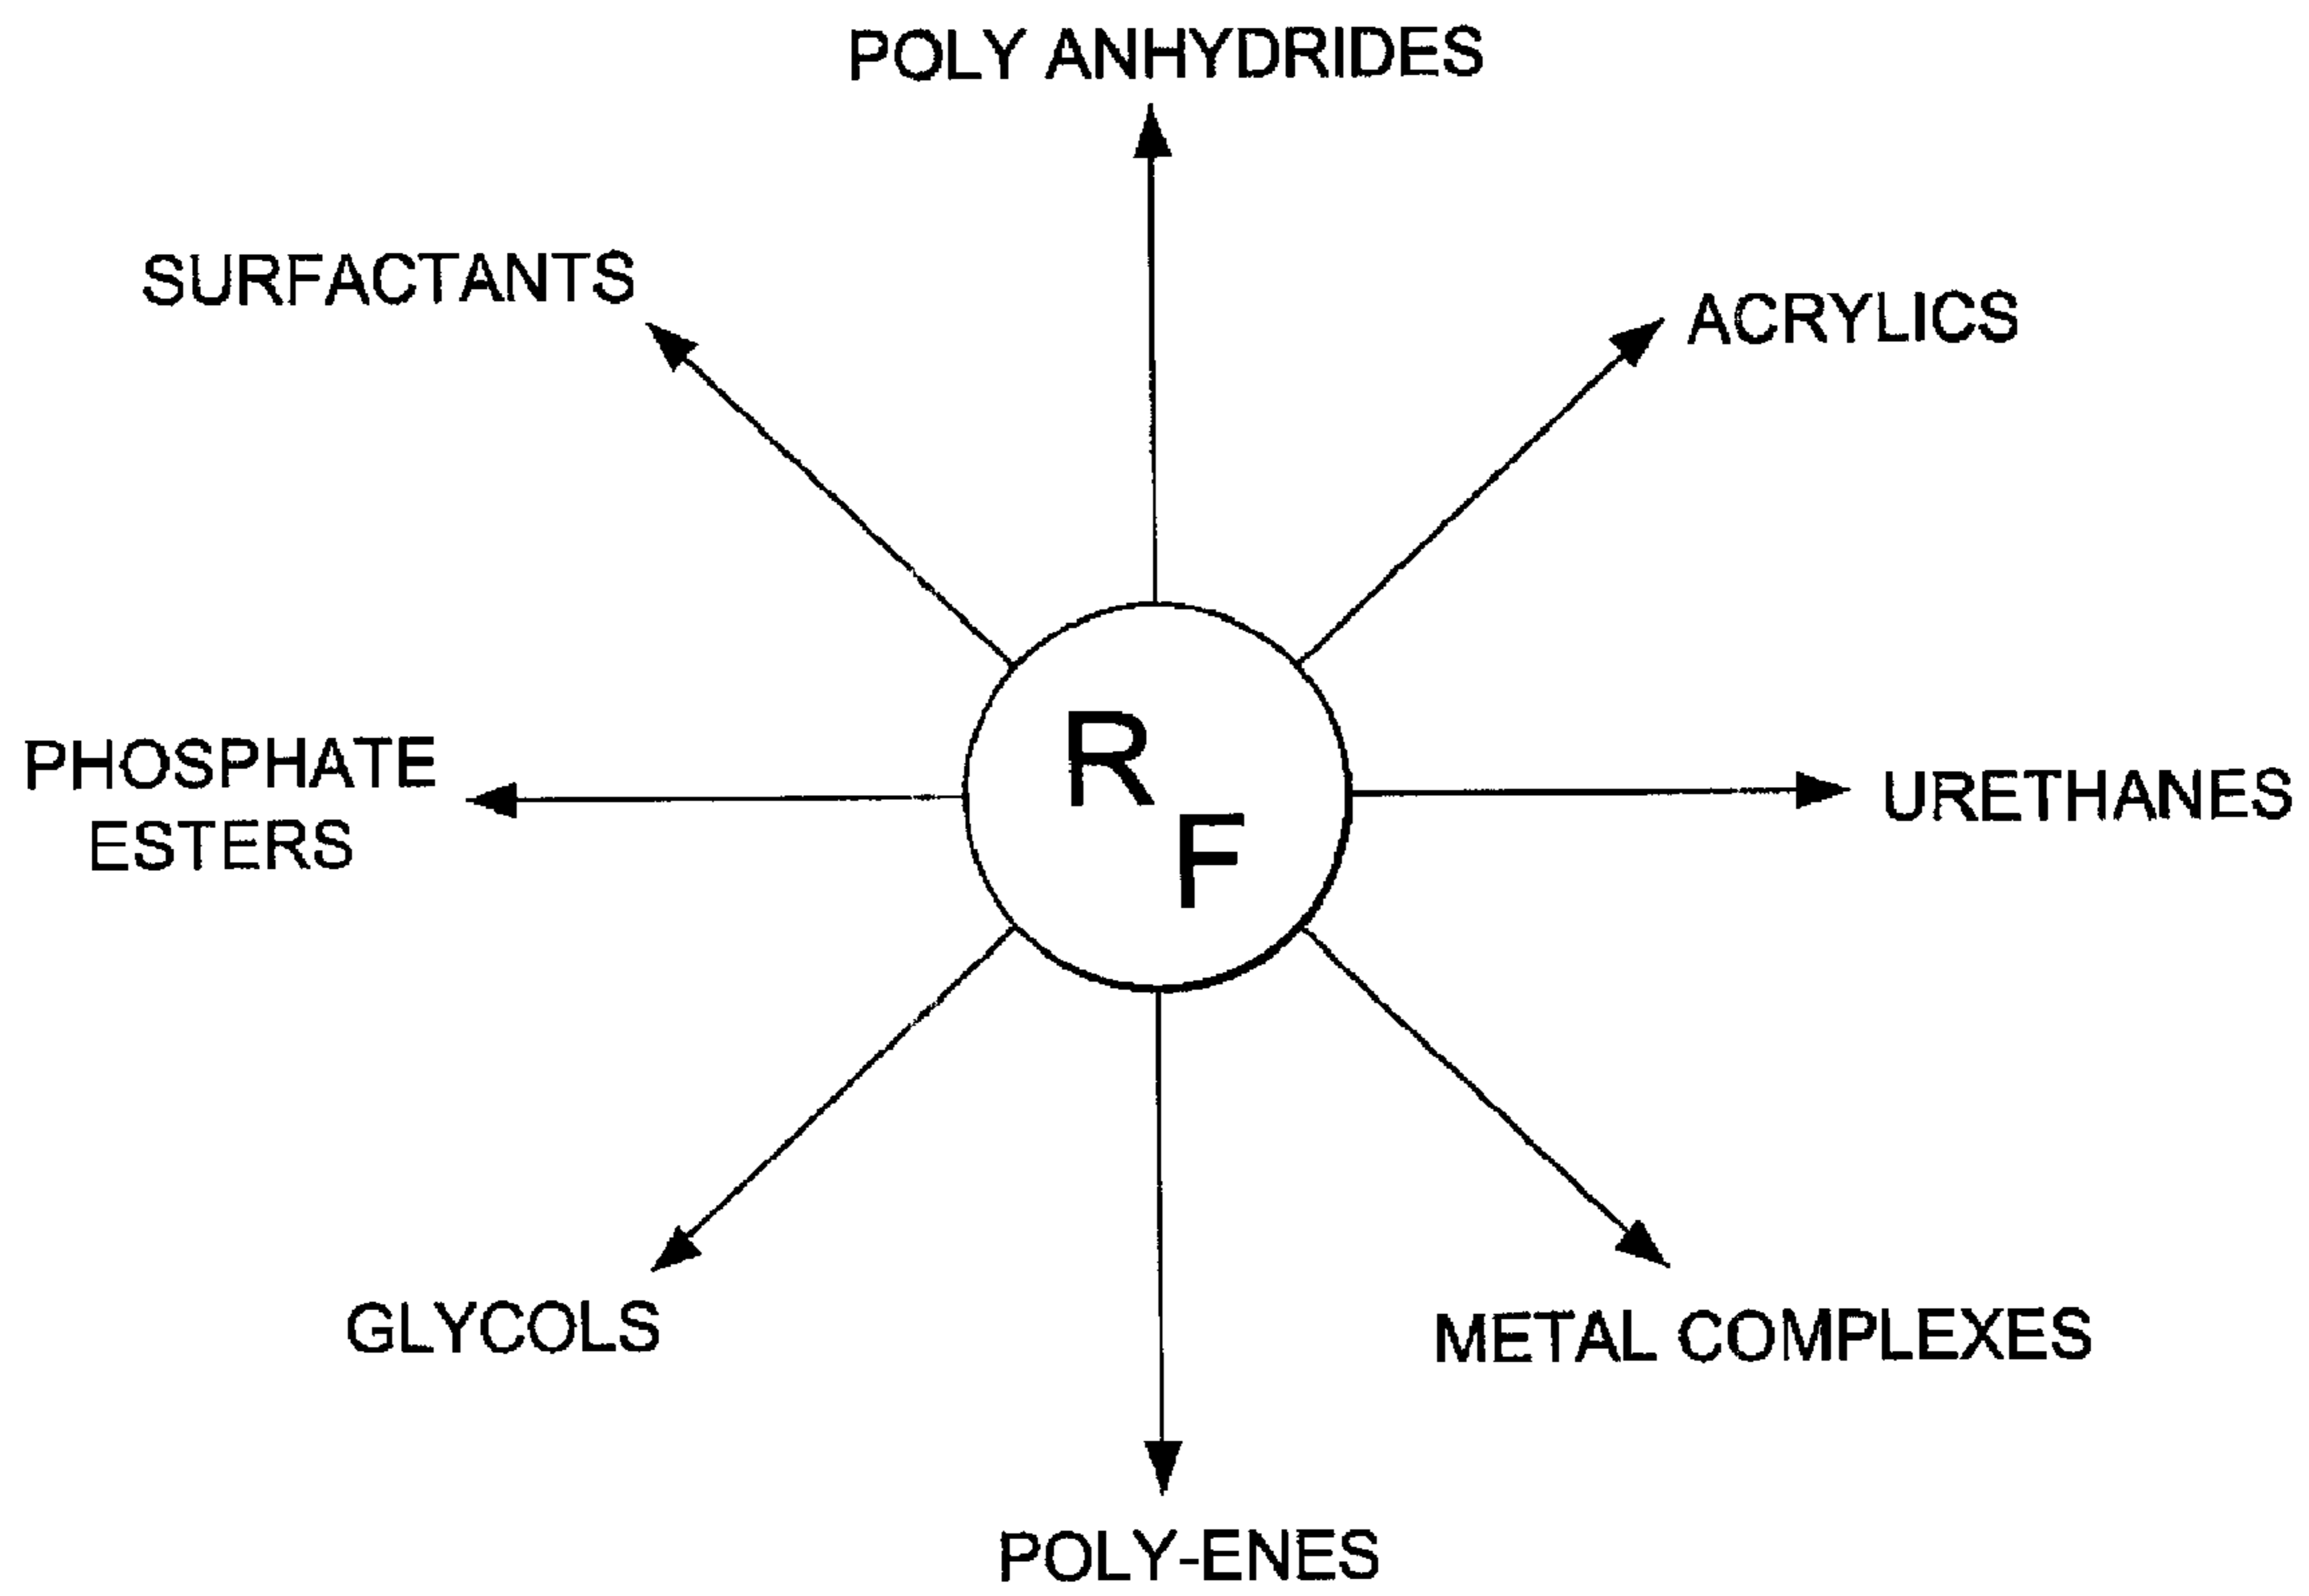 POLY ANHYDRIDES
SURFACTANTS
ACRYLICS
R
F
PHOSPHATE
ESTERS
URETHANES
GLYCOLS
METAL COMPLEXES
POLY-ENES